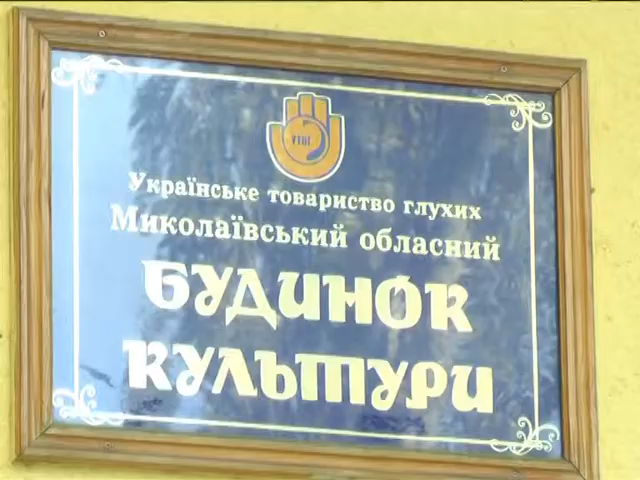 УТОГ
Українське товариство глухих
Миколаївський обласний
БУДИНОК
КУЛЬТУРИ